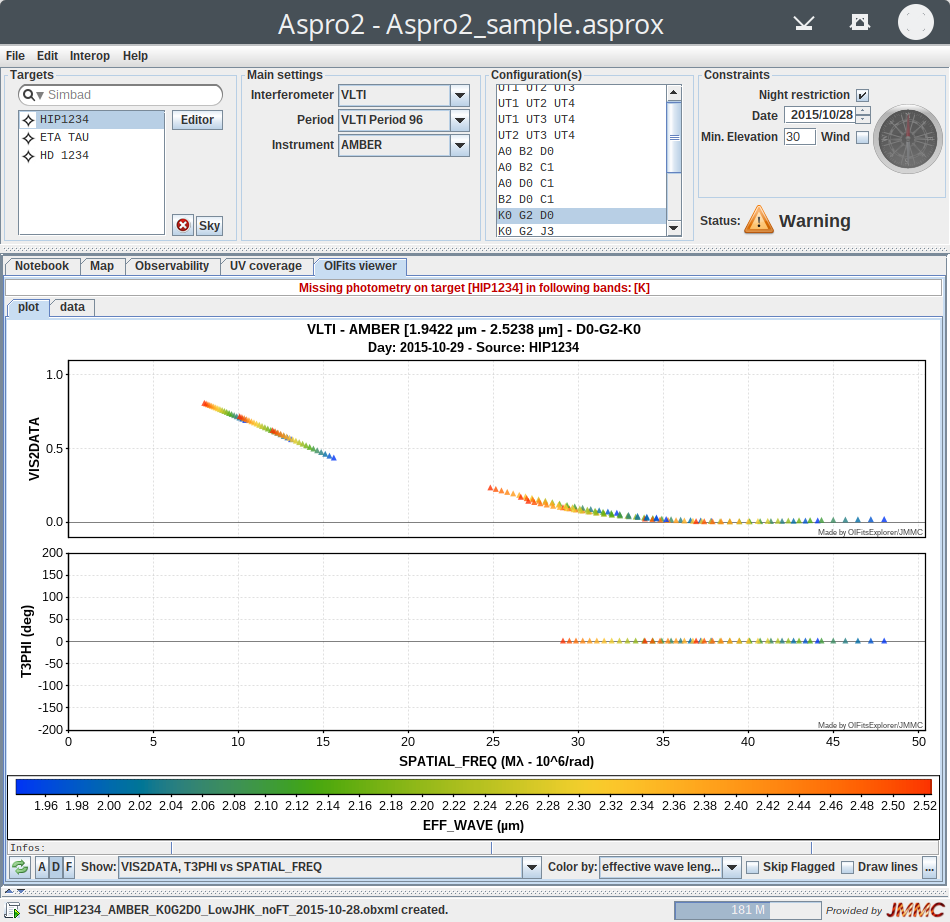 Aspro2 - Aspro2_sample.asprox
File Edit Interop Help
Targets
Simbad
HIP1234
ETA TAU
HD 1234
Editor
Sky
Main settings
Interferometer VLTI
Period VLTI Period 96
Instrument AMBER
Configuration(s)
UT1 UT2 UT3
UT1 UT2 UT4
UT1 UT3 UT4
UT2 UT3 UT4
A0 B2 D0
A0 B2 C1
A0 D0 C1
B2 D0 C1
K0 G2 D0
K0 G2 J3
Constraints
Night restriction
Date 2015/10/28
Min. Elevation 30 Wind
Status: Warning
Notebook Map Observability UV coverage OIFits viewer
Missing photometry on target [HIP1234] in following bands: [K]
plot data
VLTI - AMBER [1.9422 µm - 2.5238 µm] - D0-G2-K0
Day: 2015-10-29 - Source: HIP1234
VIS2DATA
1.0
0.5
0.0
Made by OIFitsExplorer/JMMC
T3PHI (deg)
200
150
100
50
0
-50
-100
-150
-200
Made by OIFitsExplorer/JMMC
0 5 10 15 20 25 30 35 40 45 50
SPATIAL_FREQ (Mλ - 10^6/rad)
1.96 1.98 2.00 2.02 2.04 2.06 2.08 2.10 2.12 2.14 2.16 2.18 2.20 2.22 2.24 2.26 2.28 2.30 2.32 2.34 2.36 2.38 2.40 2.42 2.44 2.46 2.48 2.50 2.52
EFF_WAVE (µm)
Infos:
A D F Show: VIS2DATA, T3PHI vs SPATIAL_FREQ Color by: effective wave leng... Skip Flagged Draw lines ...
SCI_HIP1234_AMBER_K0G2D0_LowJHK_noFT_2015-10-28.obxml created. 181 M Provided by JMMC